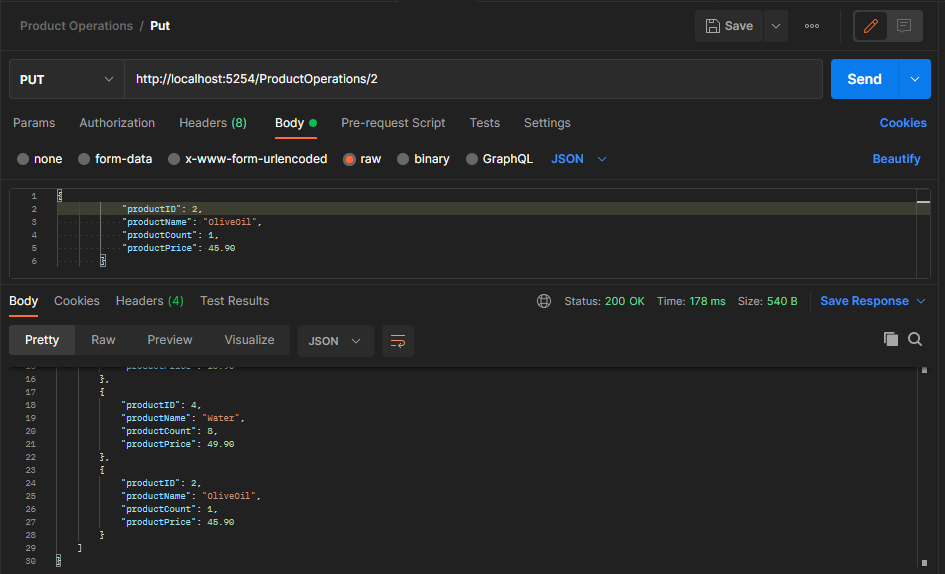 Product Operations / Put
Save
PUT
http://localhost:5254/ProductOperations/2
Send
Params Authorization Headers (8) Body Pre-request Script Tests Settings Cookies
none form-data x-www-form-urlencoded raw binary GraphQL JSON Beautify
1 {
2 "productID": 2,
3 "productName": "OliveOil",
4 "productCount": 1,
5 "productPrice": 45.90
6 }
Body Cookies Headers (4) Test Results Status: 200 OK Time: 178 ms Size: 540 B Save Response
Pretty Raw Preview Visualize JSON
16 },
17 {
18 "productID": 4,
19 "productName": "Water",
20 "productCount": 8,
21 "productPrice": 49.90
22 },
23 {
24 "productID": 2,
25 "productName": "OliveOil",
26 "productCount": 1,
27 "productPrice": 45.90
28 }
29 ]
30 }